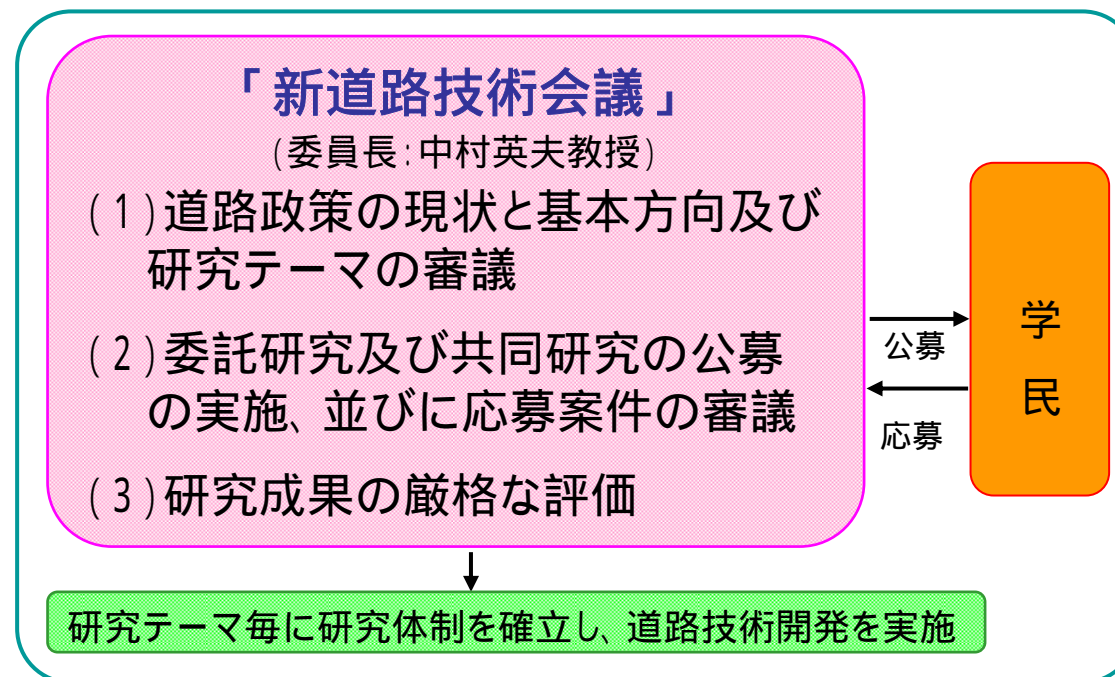 「新道路技術会議」
(委員長:中村英夫教授)
(1)道路政策の現状と基本方向及び
研究テーマの審議
(2)委託研究及び共同研究の公募
の実施、並びに応募案件の審議
(3)研究成果の厳格な評価
公募
応募
学
民
研究テーマ毎に研究体制を確立し、道路技術開発を実施